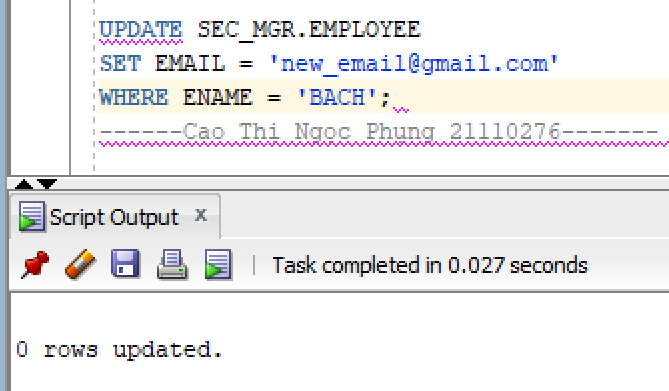 UPDATE SEC_MGR.EMPLOYEE
SET EMAIL = 'new_email@gmail.com'
WHERE ENAME = 'BACH';
------Cao Thi Ngoc Phung 21110276-------
Script Output x
| Task completed in 0.027 seconds
0 rows updated.